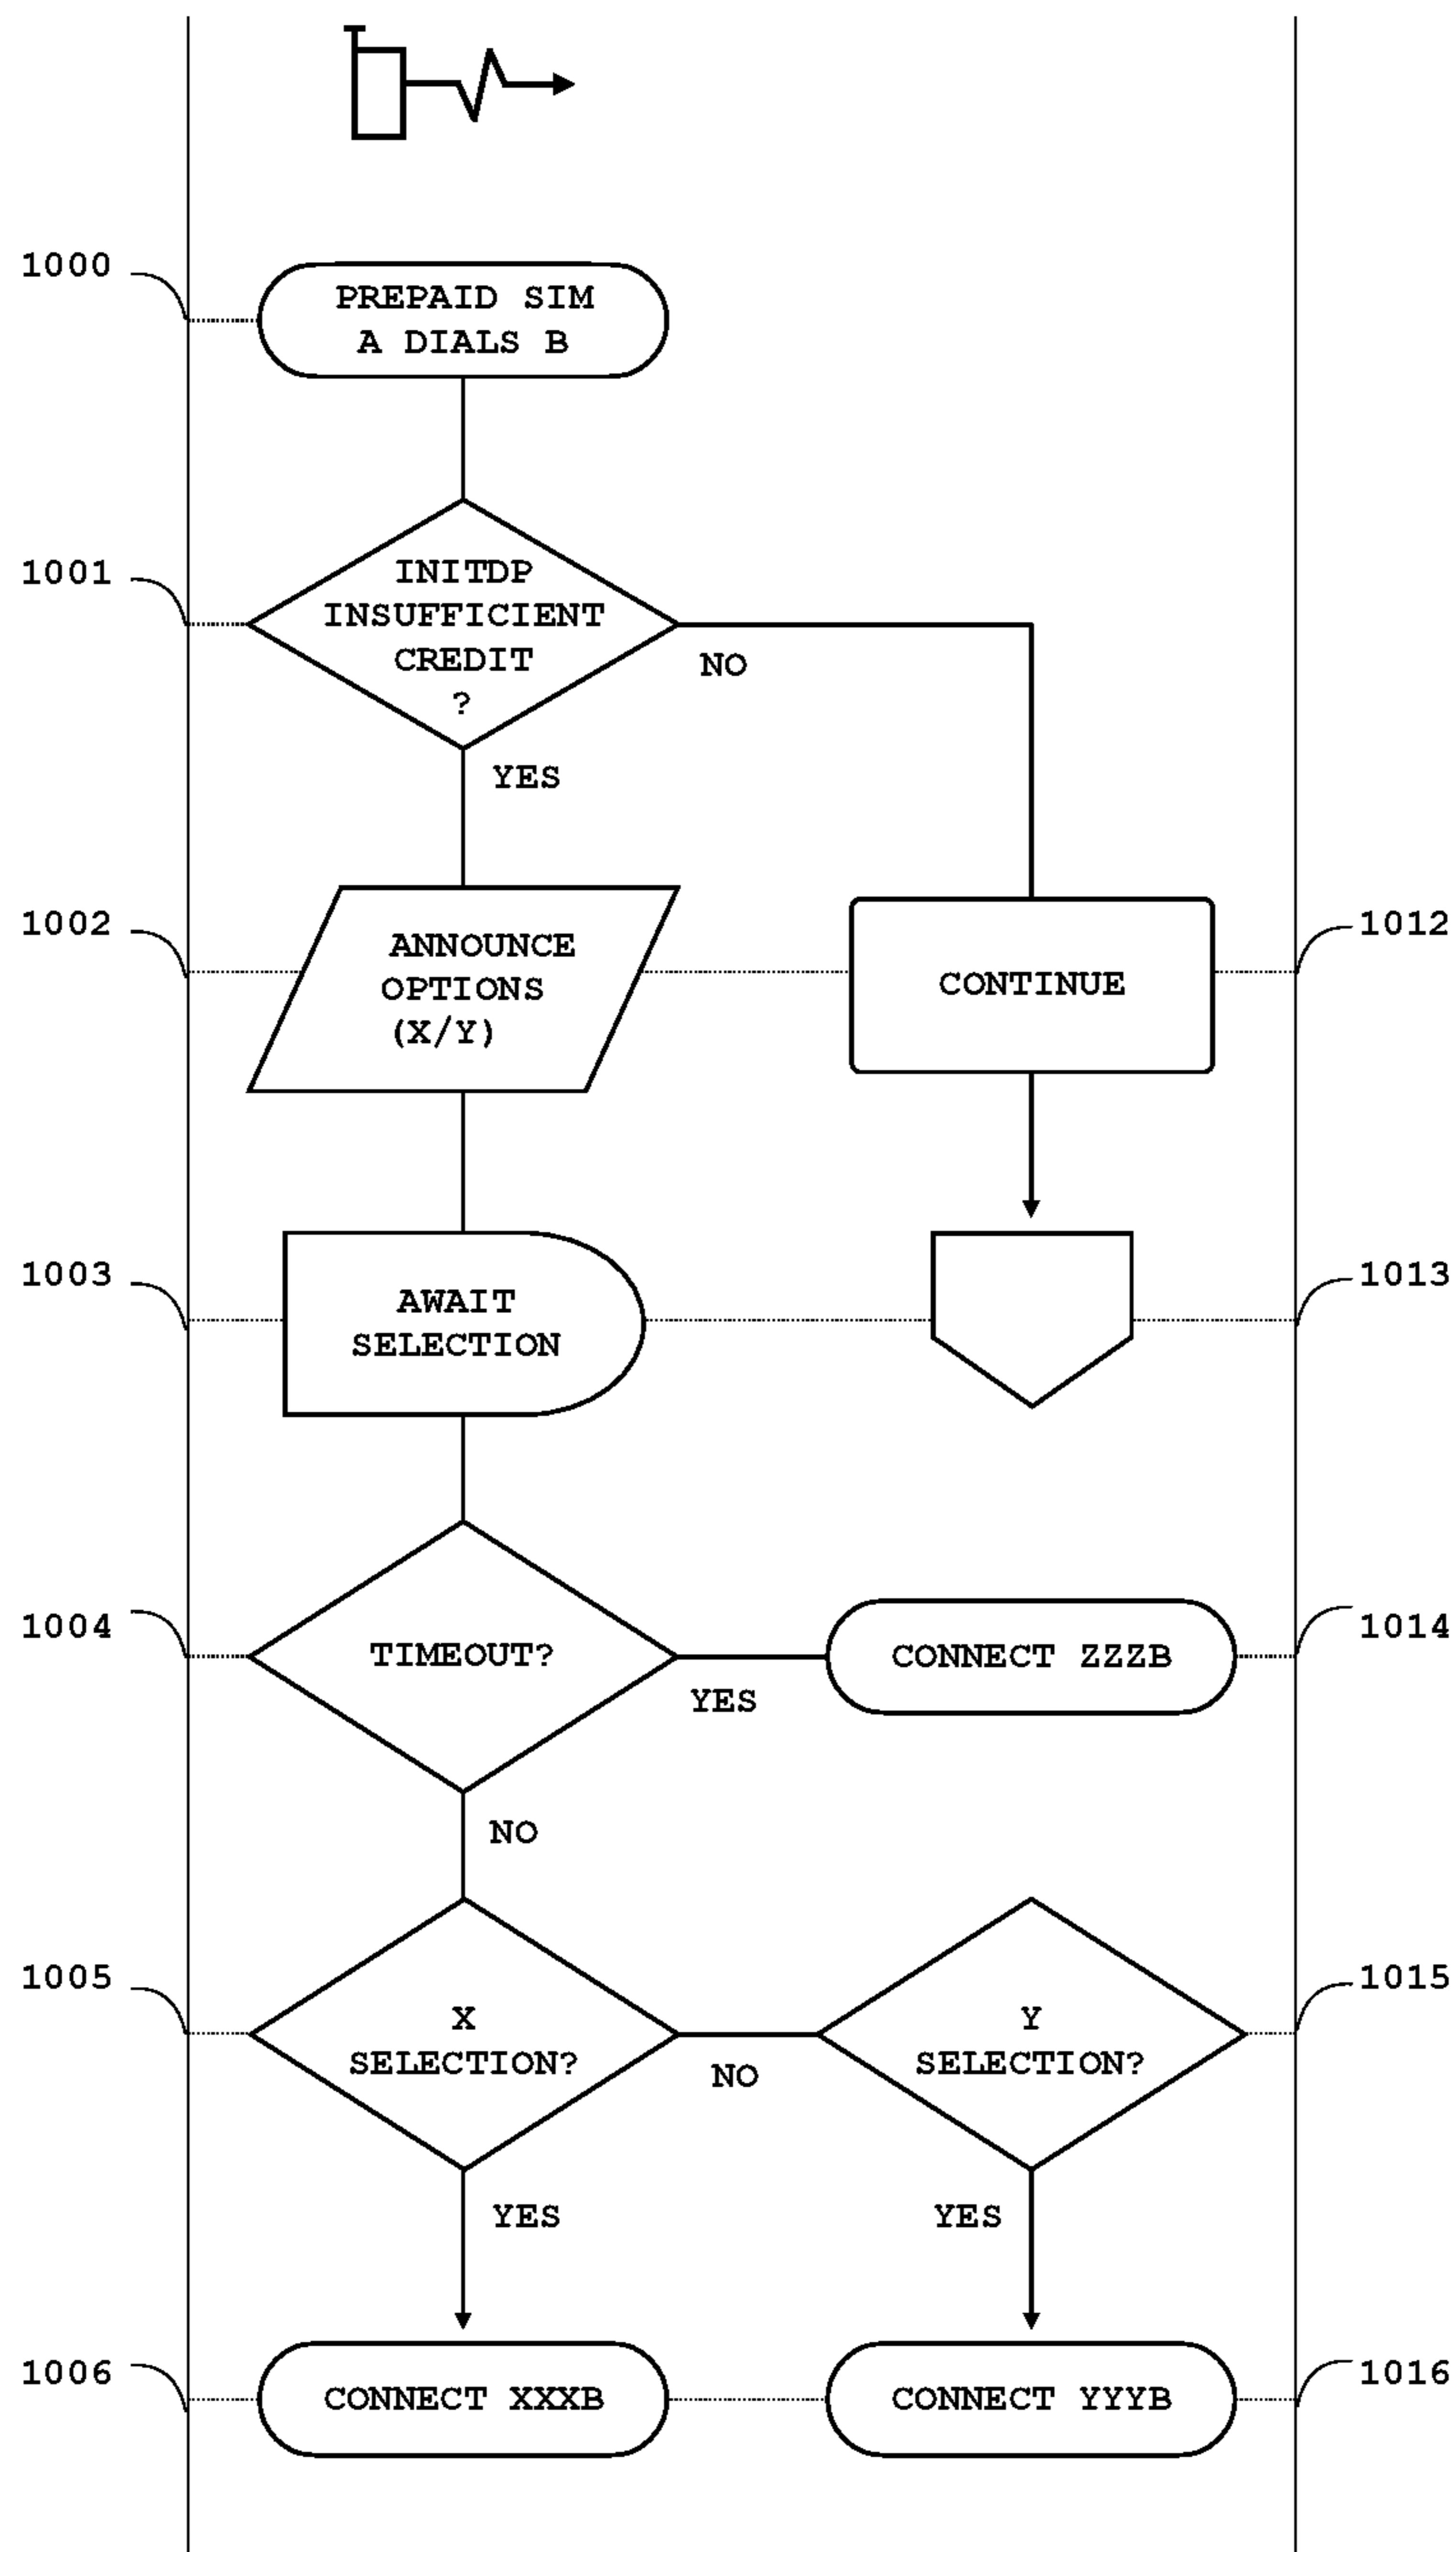 1000
PREPAID SIM
A DIALS B
1001
INITDP
INSUFFICIENT
CREDIT
?
NO
YES
1002
ANNOUNCE
OPTIONS
(X/Y)
CONTINUE
1012
1003
AWAIT
SELECTION
1013
1004
TIMEOUT?
YES
CONNECT ZZZB
1014
NO
1005
X
SELECTION?
NO
Y
SELECTION?
1015
YES
YES
1006
CONNECT XXXB
CONNECT YYYB
1016